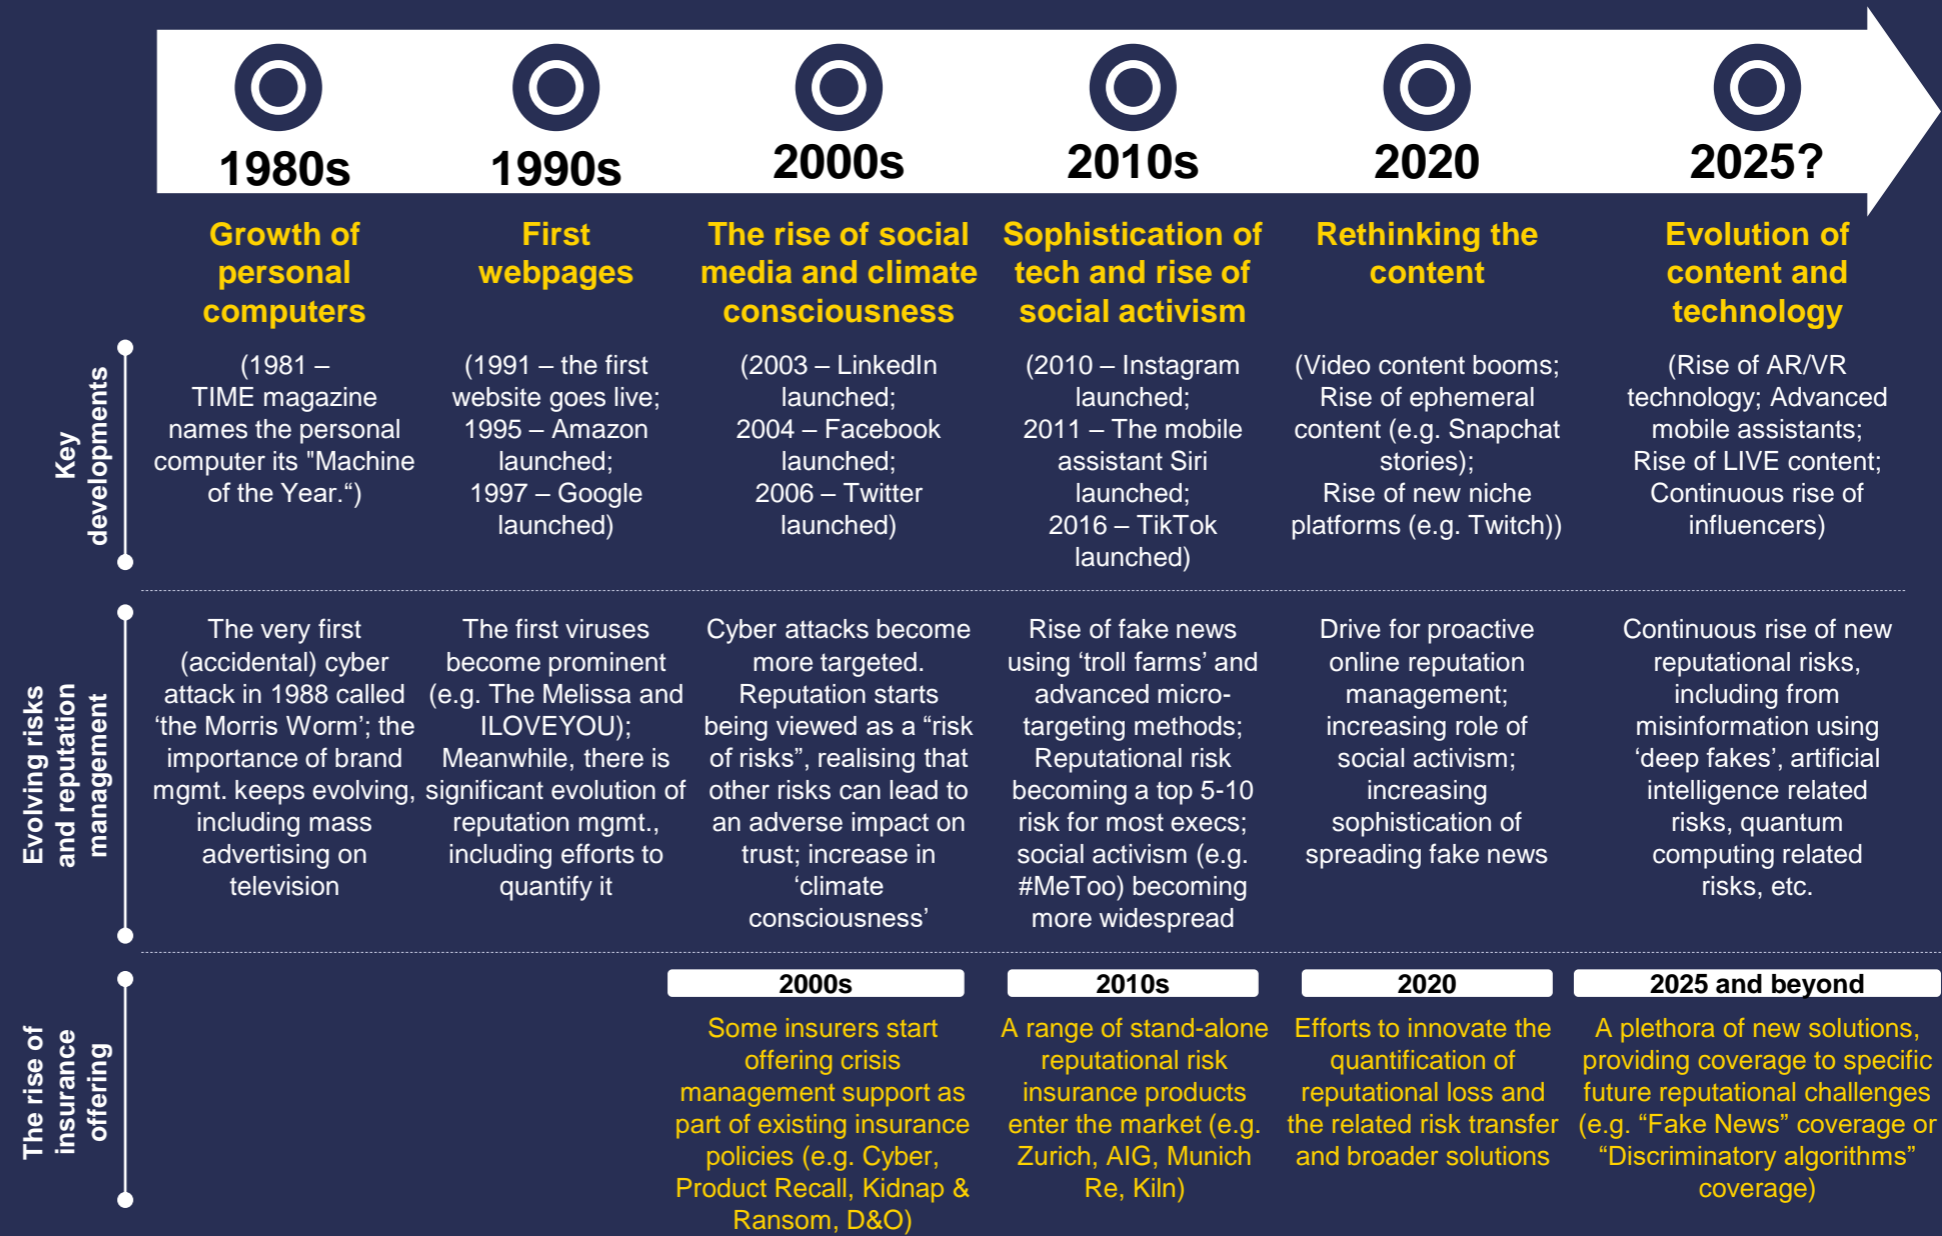 1980s
1990s
2000s
2010s
2020
2025?
Growth of
personal
computers
First
webpages
The rise of social
media and climate
consciousness
Sophistication of
tech and rise of
social activism
Rethinking the
content
Evolution of
content and
technology
Key
developments
(1981 –
TIME magazine
names the personal
computer its "Machine
of the Year.“)
(1991 – the first
website goes live;
1995 – Amazon
launched;
1997 – Google
launched)
(2003 – LinkedIn
launched;
2004 – Facebook
launched;
2006 – Twitter
launched)
(2010 – Instagram
launched;
2011 – The mobile
assistant Siri
launched;
2016 – TikTok
launched)
(Video content booms;
Rise of ephemeral
content (e.g. Snapchat
stories);
Rise of new niche
platforms (e.g. Twitch))
(Rise of AR/VR
technology; Advanced
mobile assistants;
Rise of LIVE content;
Continuous rise of
influencers)
Evolving risks
and reputation
management
The very first
(accidental) cyber
attack in 1988 called
‘the Morris Worm’; the
importance of brand
mgmt. keeps evolving,
including mass
advertising on
television
The first viruses
become prominent
(e.g. The Melissa and
ILOVEYOU);
Meanwhile, there is
significant evolution of
reputation mgmt.,
including efforts to
quantify it
Cyber attacks become
more targeted.
Reputation starts
being viewed as a “risk
of risks”, realising that
other risks can lead to
an adverse impact on
trust; increase in
‘climate
consciousness’
Rise of fake news
using ‘troll farms’ and
advanced micro-
targeting methods;
Reputational risk
becoming a top 5-10
risk for most execs;
social activism (e.g.
#MeToo) becoming
more widespread
Drive for proactive
online reputation
management;
increasing role of
social activism;
increasing
sophistication of
spreading fake news
Continuous rise of new
reputational risks,
including from
misinformation using
‘deep fakes’, artificial
intelligence related
risks, quantum
computing related
risks, etc.
The rise of
insurance
offering
2000s
Some insurers start
offering crisis
management support as
part of existing insurance
policies (e.g. Cyber,
Product Recall, Kidnap &
Ransom, D&O)
2010s
A range of stand-alone
reputational risk
insurance products
enter the market (e.g.
Zurich, AIG, Munich
Re, Kiln)
2020
Efforts to innovate the
quantification of
reputational loss and
the related risk transfer
and broader solutions
2025 and beyond
A plethora of new solutions,
providing coverage to specific
future reputational challenges
(e.g. “Fake News” coverage or
“Discriminatory algorithms”
coverage)